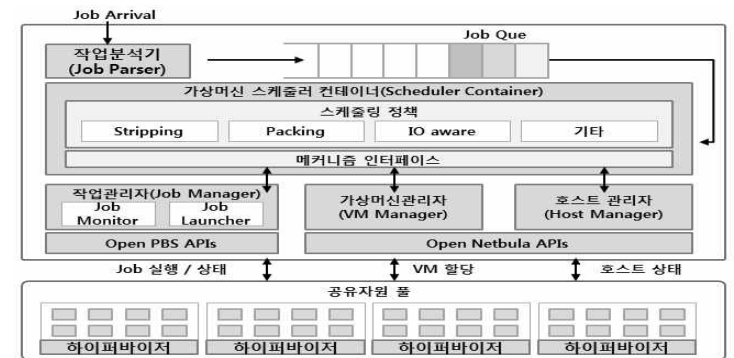 Job Arrival
Job Que
작업분석기
(Job Parser)
가상머신 스케줄러 컨테이너(Scheduler Container)
스케줄링 정책
Stripping
Packing
IO aware
기타
메커니즘 인터페이스
작업관리자(Job Manager)
Job
Monitor
Job
Launcher
가상머신관리자
(VM Manager)
호스트 관리자
(Host Manager)
Open PBS APIs
Open Netbula APIs
Job 실행 / 상태
VM 할당
호스트 상태
공유자원 풀
하이퍼바이저
하이퍼바이저
하이퍼바이저
하이퍼바이저